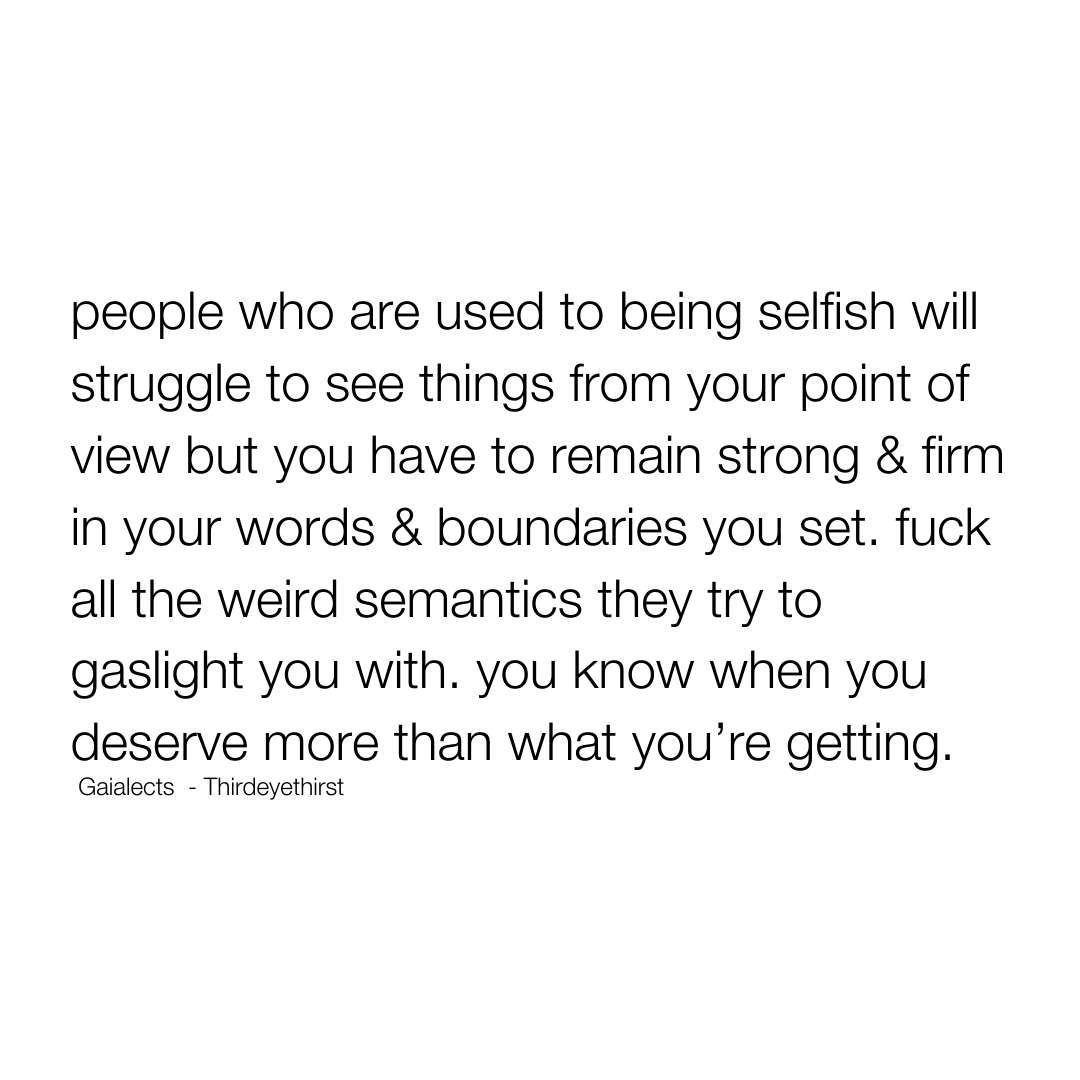 people who are used to being selfish will
struggle to see things from your point of
view but you have to remain strong & firm
in your words & boundaries you set. fuck
all the weird semantics they try to
gaslight you with. you know when you
deserve more than what you’re getting.
Gaialects - Thirdeyethirst